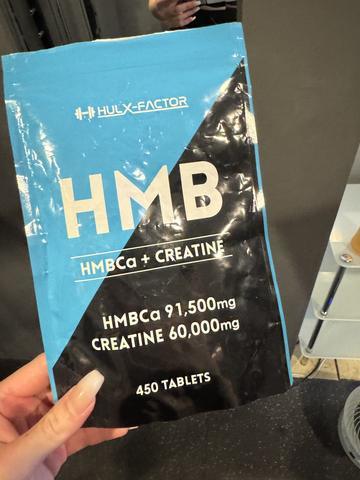 HULX-FACTOR
HMB
HMBCa + CREATINE
HMBCa 91,500mg
CREATINE 60,000mg
450 TABLETS